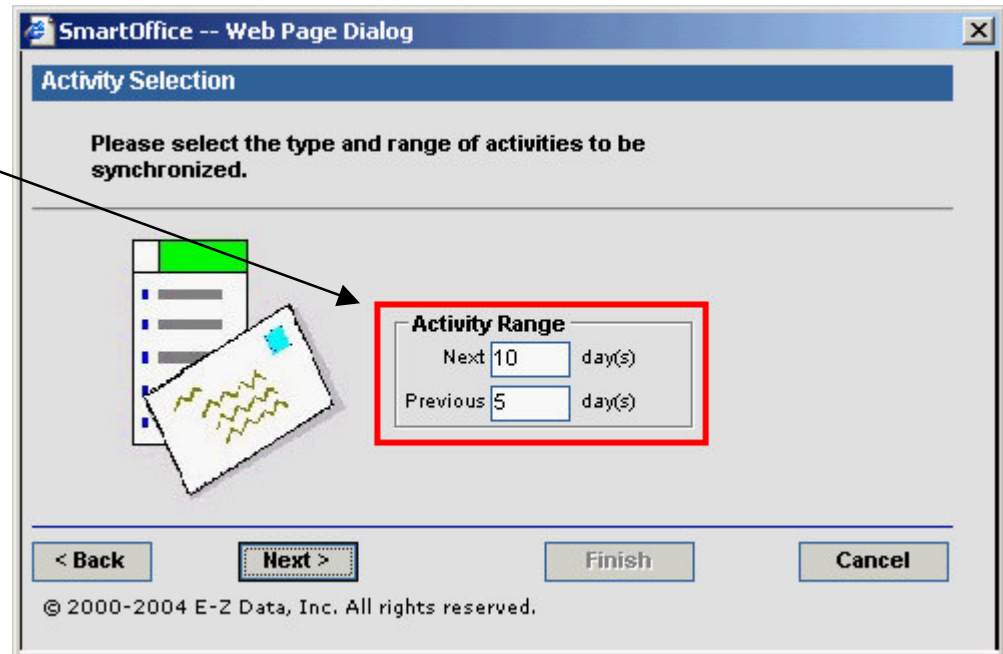 SmartOffice -- Web Page Dialog
Activity Selection
Please select the type and range of activities to be
synchronized.
Activity Range
Next 10 day(s)
Previous 5 day(s)
< Back Next > Finish Cancel
© 2000-2004 E-Z Data, Inc. All rights reserved.